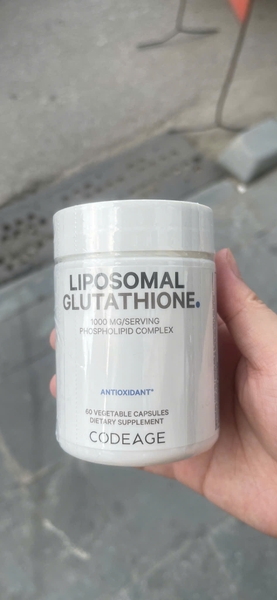 LIPOSOMAL
GLUTATHIONE.
1000 MG/SERVING
PHOSPHOLIPID COMPLEX
ANTIOXIDANT*
60 VEGETABLE CAPSULES
DIETARY SUPPLEMENT
CODEAGE